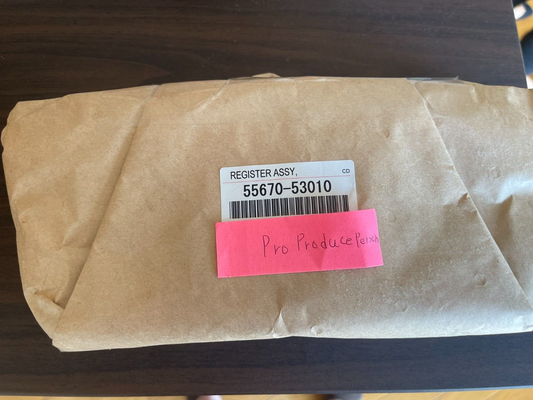 REGISTER ASSY,
CD
55670-53010
Pro Produce